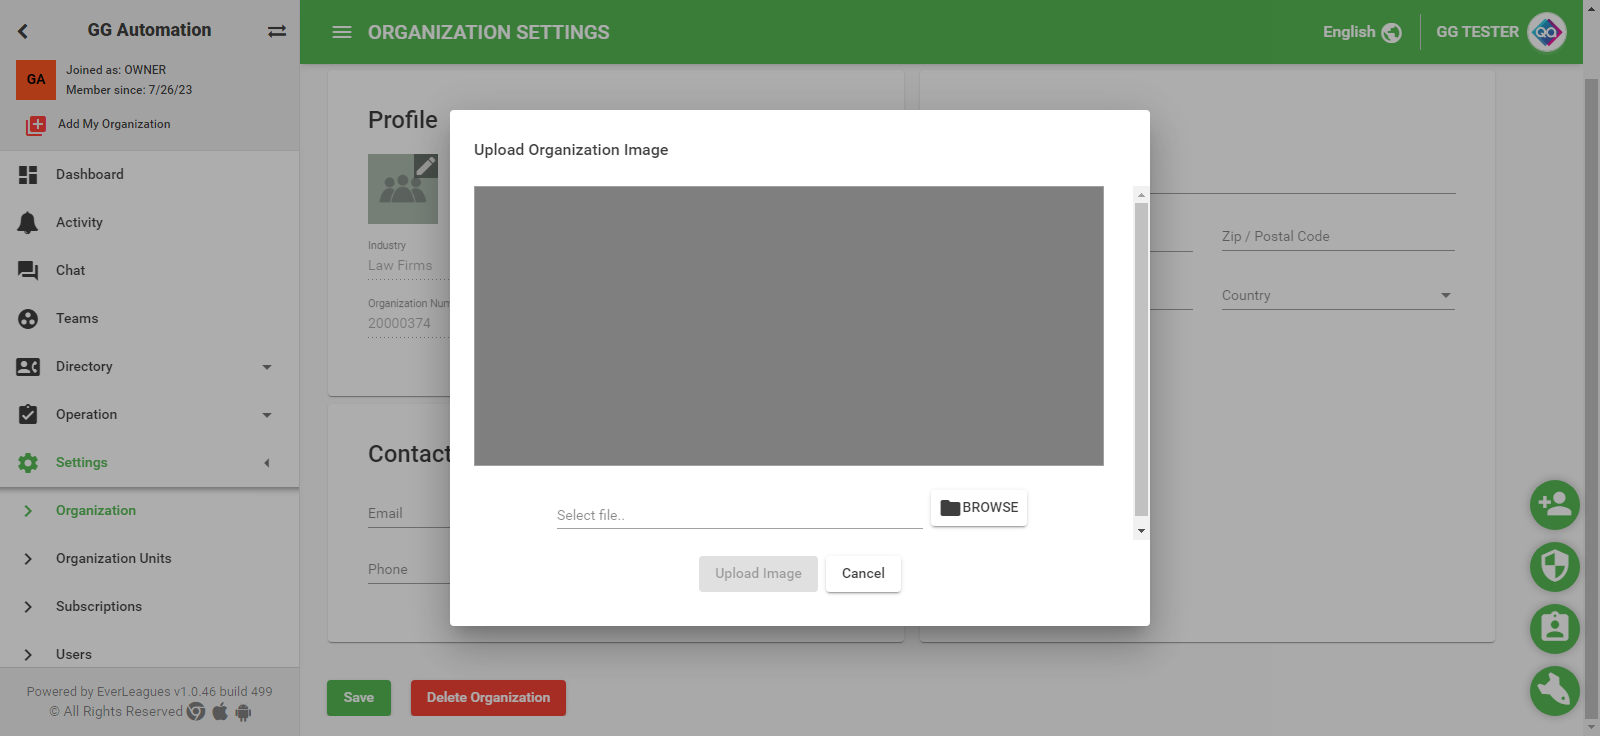 GG Automation
GA
Joined as: OWNER
Member since: 7/26/23
Add My Organization
Dashboard
Activity
Chat
Teams
Directory
Operation
Settings
Organization
Organization Units
Subscriptions
Users
Powered by EverLeagues v1.0.46 build 499
© All Rights Reserved
ORGANIZATION SETTINGS
English
GG TESTER
QA
Profile
Industry
Law Firms
Organization Num
20000374
Contact
Email
Phone
Zip / Postal Code
Country
Upload Organization Image
Select file..
BROWSE
Upload Image
Cancel
Save
Delete Organization